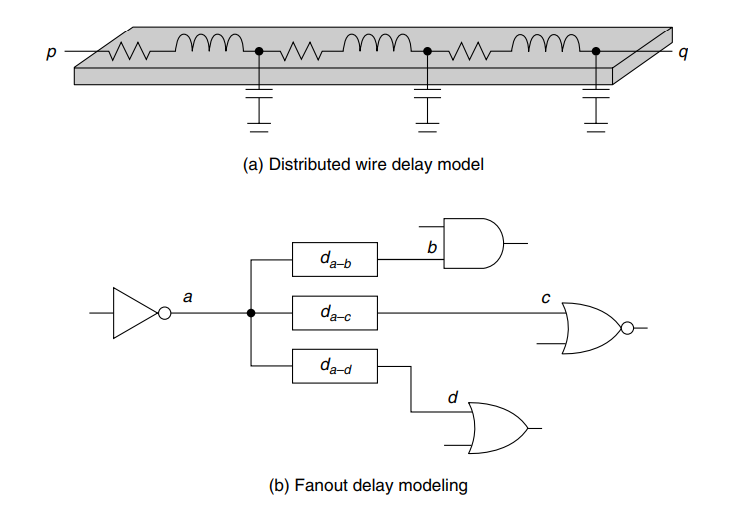 p
q
(a) Distributed wire delay model
b
d_{a–b}
a
c
d_{a–c}
d_{a–d}
d
(b) Fanout delay modeling